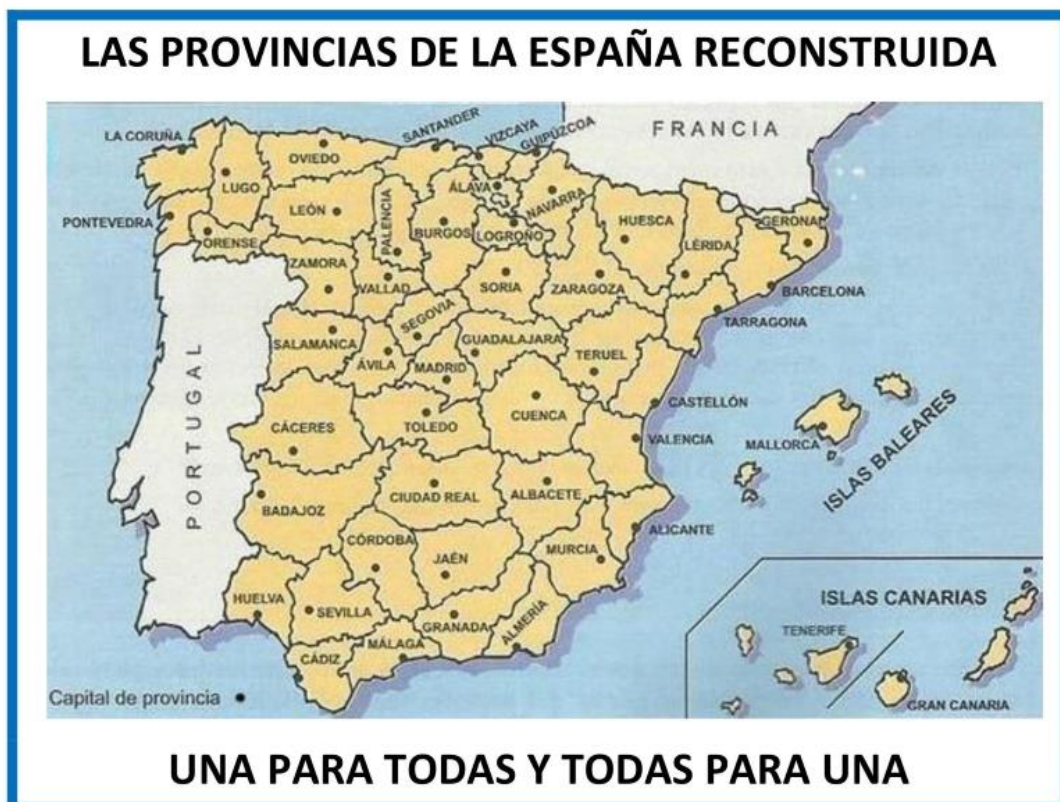 LAS PROVINCIAS DE LA ESPAÑA RECONSTRUIDA
FRANCIA
LA CORUÑA
OVIEDO
SANTANDER
VIZCAYA
GUIPÚZCOA
LUGO
ÁLAVA
NAVARRA
PONTEVEDRA
LEÓN
PALENCIA
BURGOS
LOGROÑO
HUESCA
LÉRIDA
GERONA
ORENSE
ZAMORA
VALLAD
SORIA
ZARAGOZA
BARCELONA
SEGOVIA
TARRAGONA
SALAMANCA
ÁVILA
MADRID
GUADALAJARA
TERUEL
PORTUGAL
CÁCERES
TOLEDO
CUENCA
CASTELLÓN
VALENCIA
MALLORCA
ISLAS BALEARES
BADAJOZ
CIUDAD REAL
ALBACETE
ALICANTE
CÓRDOBA
JAÉN
MURCIA
HUELVA
SEVILLA
GRANADA
ALMERÍA
CÁDIZ
MÁLAGA
ISLAS CANARIAS
TENERIFE
GRAN CANARIA
Capital de provincia
UNA PARA TODAS Y TODAS PARA UNA